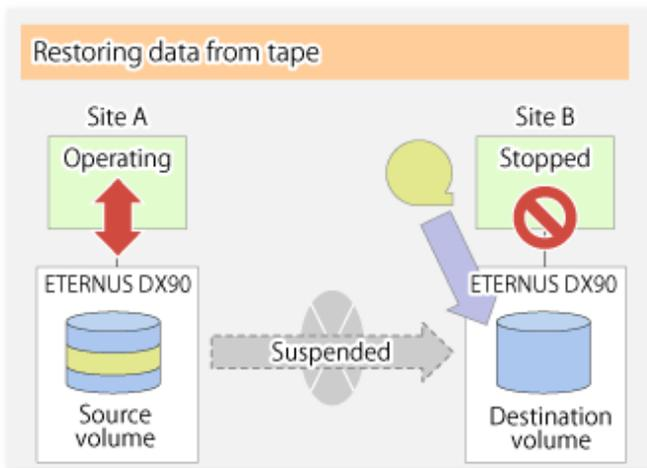 Restoring data from tape
Site A
Site B
Operating
Stopped
ETERNUS DX90
ETERNUS DX90
Suspended
Source
volume
Destination
volume